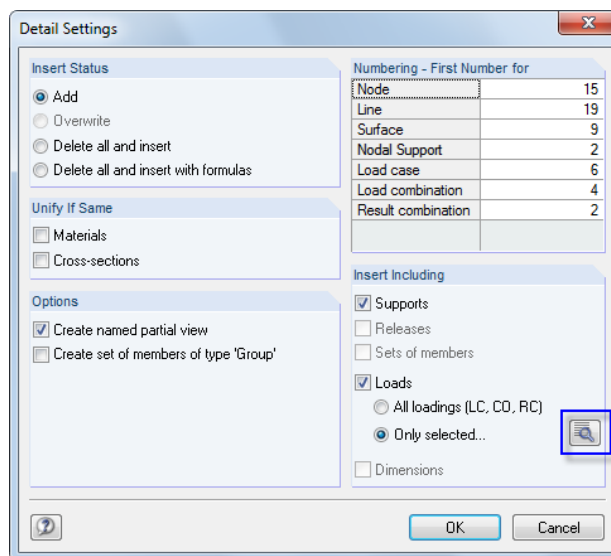 Detail Settings
Insert Status
Add
Overwrite
Delete all and insert
Delete all and insert with formulas
Unify If Same
Materials
Cross-sections
Options
Create named partial view
Create set of members of type 'Group'
Numbering - First Number for
Node 15
Line 19
Surface 9
Nodal Support 2
Load case 6
Load combination 4
Result combination 2
Insert Including
Supports
Releases
Sets of members
Loads
All loadings (LC, CO, RC)
Only selected...
Dimensions
OK Cancel